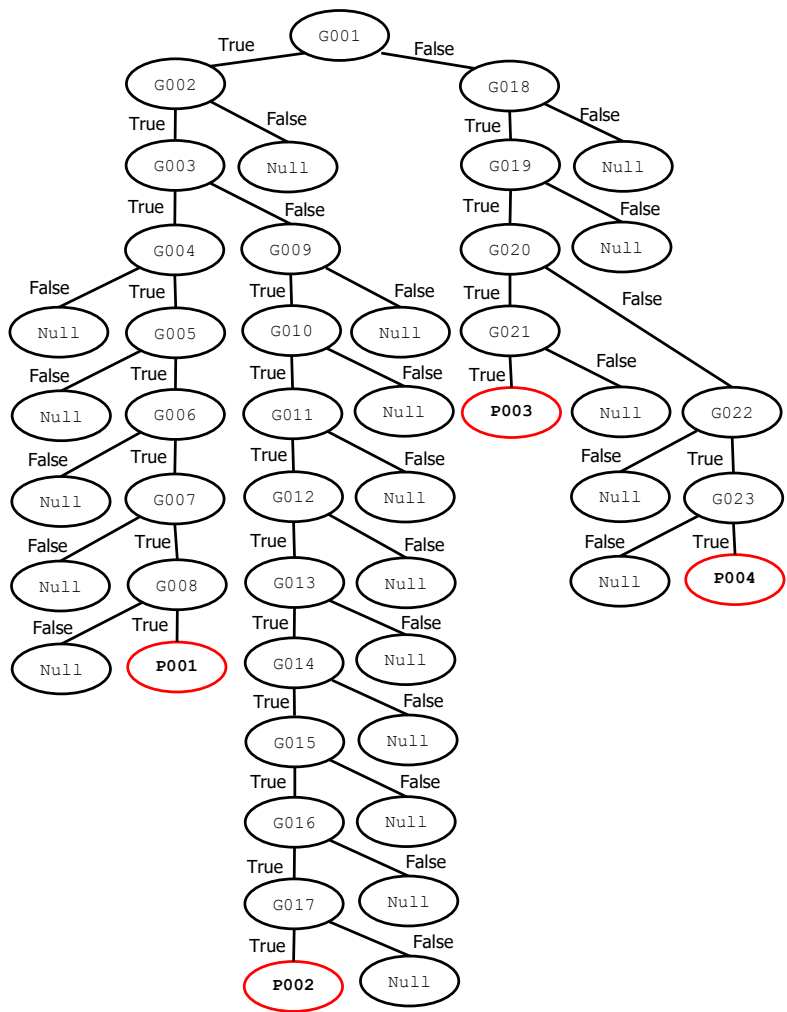 G001
True
False
G002
G018
True
False
True
False
G003
Null
G019
Null
True
False
True
False
G004
G009
G020
Null
False
True
True
False
True
False
Null
G005
G010
Null
G021
False
True
True
False
True
False
Null
G006
G011
Null
P003
Null
G022
False
True
True
False
False
True
Null
G007
G012
Null
Null
G023
False
True
True
False
False
True
Null
G008
G013
Null
Null
P004
False
True
True
False
Null
P001
G014
Null
True
False
G015
Null
True
False
G016
Null
True
False
G017
Null
True
False
P002
Null